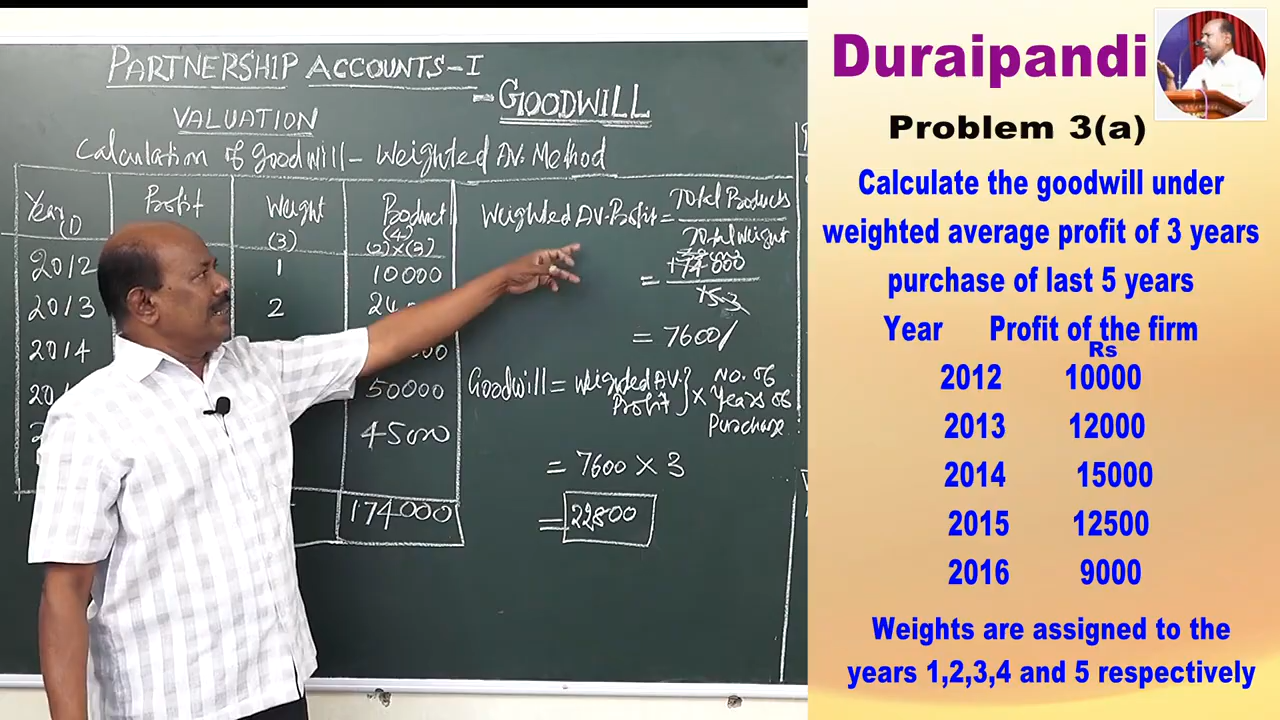 PARTNERSHIP ACCOUNTS-I
- GOODWILL
VALUATION
Calculation of Goodwill - Weighted AV. Method
Year Profit Weight Product
(1) (3) (4)
(2)×(3)
2012 1 10000
2013 2
2014
50000
45000
174000
Weighted AV. Profit = Total Products
Total Weight
= 174000
15
= 7600/
Goodwill = Weighted AV. Profit } × No. of Years of Purchase
= 7600 × 3
= 22800
Duraipandi
Problem 3(a)
Calculate the goodwill under
weighted average profit of 3 years
purchase of last 5 years
Year Profit of the firm
Rs
2012 10000
2013 12000
2014 15000
2015 12500
2016 9000
Weights are assigned to the
years 1,2,3,4 and 5 respectively